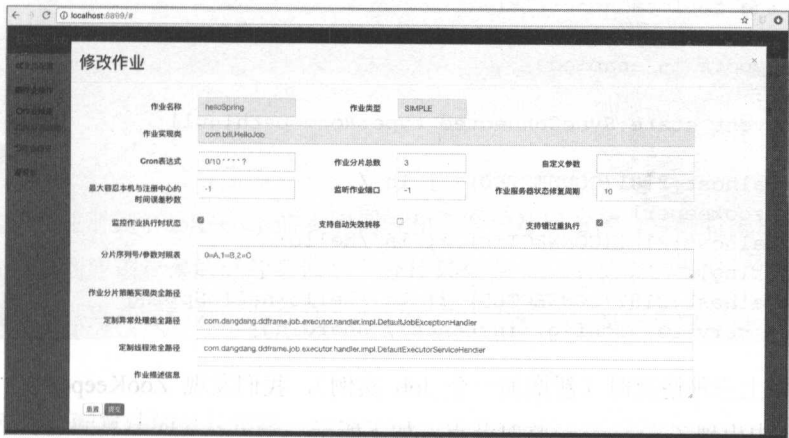 localhost:6899/#
修改作业
作业名称 helloSpring 作业类型 SIMPLE
作业实现类 com.bill.HelloJob
Cron表达式 0/10 * * * * ? 作业分片总数 3 自定义参数
最大容忍本机与注册中心的 -1 监听作业端口 -1 作业服务器状态修复周期 10
时间误差秒数
监控作业执行时状态 支持自动失效转移 支持错过重执行
分片序列号/参数对照表 0=A,1=B,2=C
作业分片策略实现类全路径
定制异常处理类全路径 com.dangdang.ddframe.job.executor.handler.impl.DefaultJobExceptionHandler
定制线程池全路径 com.dangdang.ddframe.job.executor.handler.impl.DefaultExecutorServiceHandler
作业描述信息
重置 提交